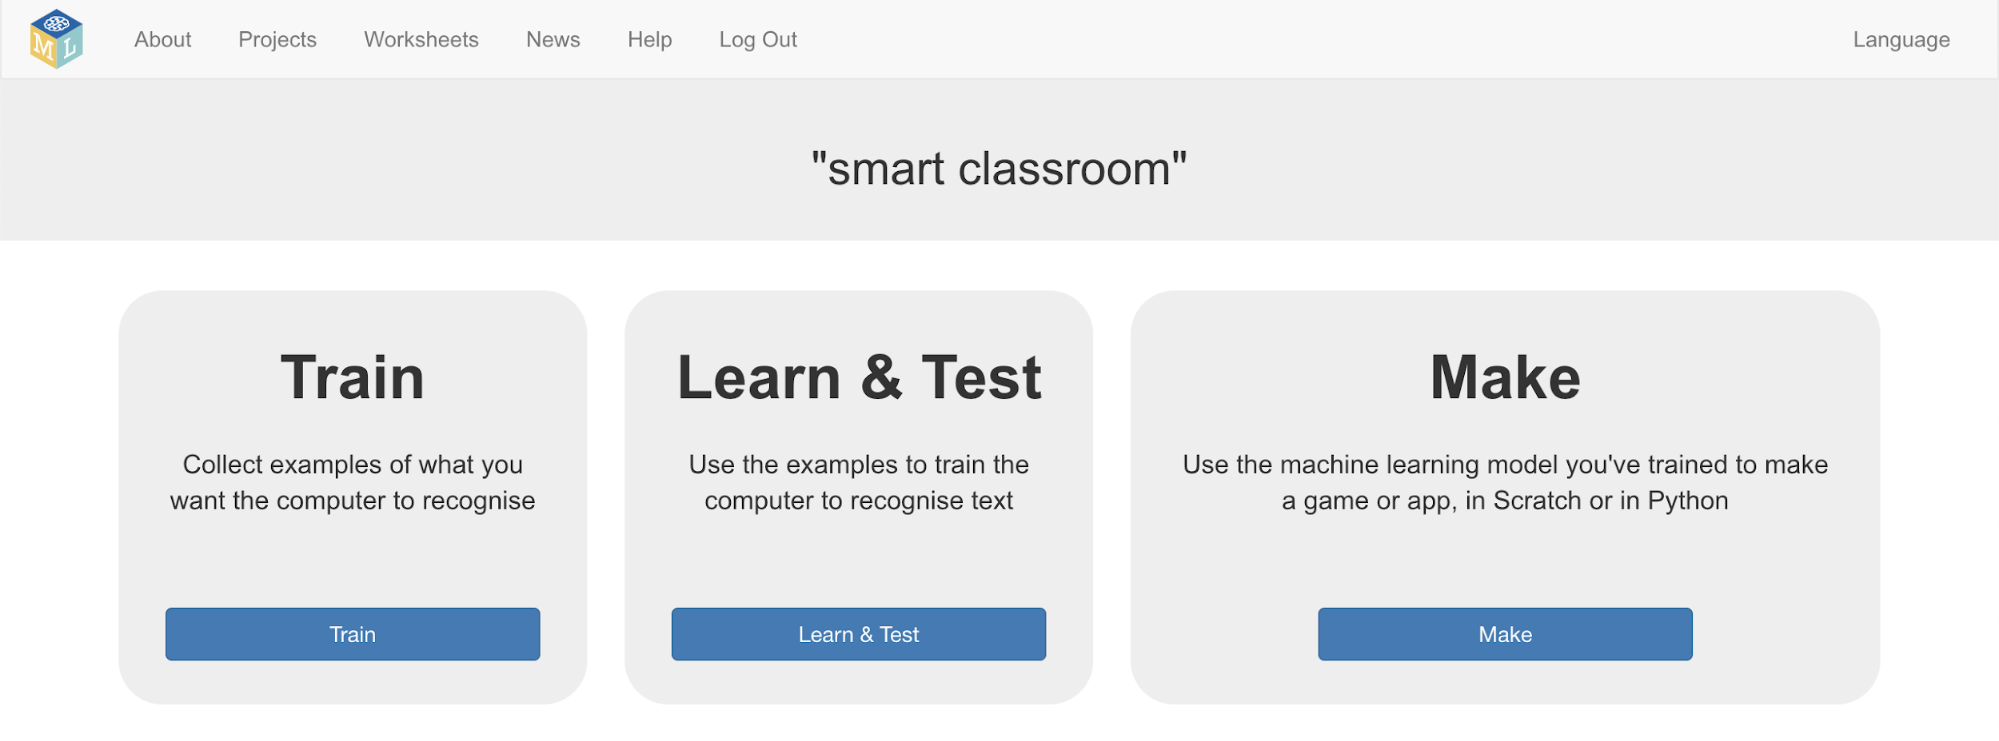 M L
About Projects Worksheets News Help Log Out Language
"smart classroom"
Train
Collect examples of what you
want the computer to recognise
Train
Learn & Test
Use the examples to train the
computer to recognise text
Learn & Test
Make
Use the machine learning model you've trained to make
a game or app, in Scratch or in Python
Make